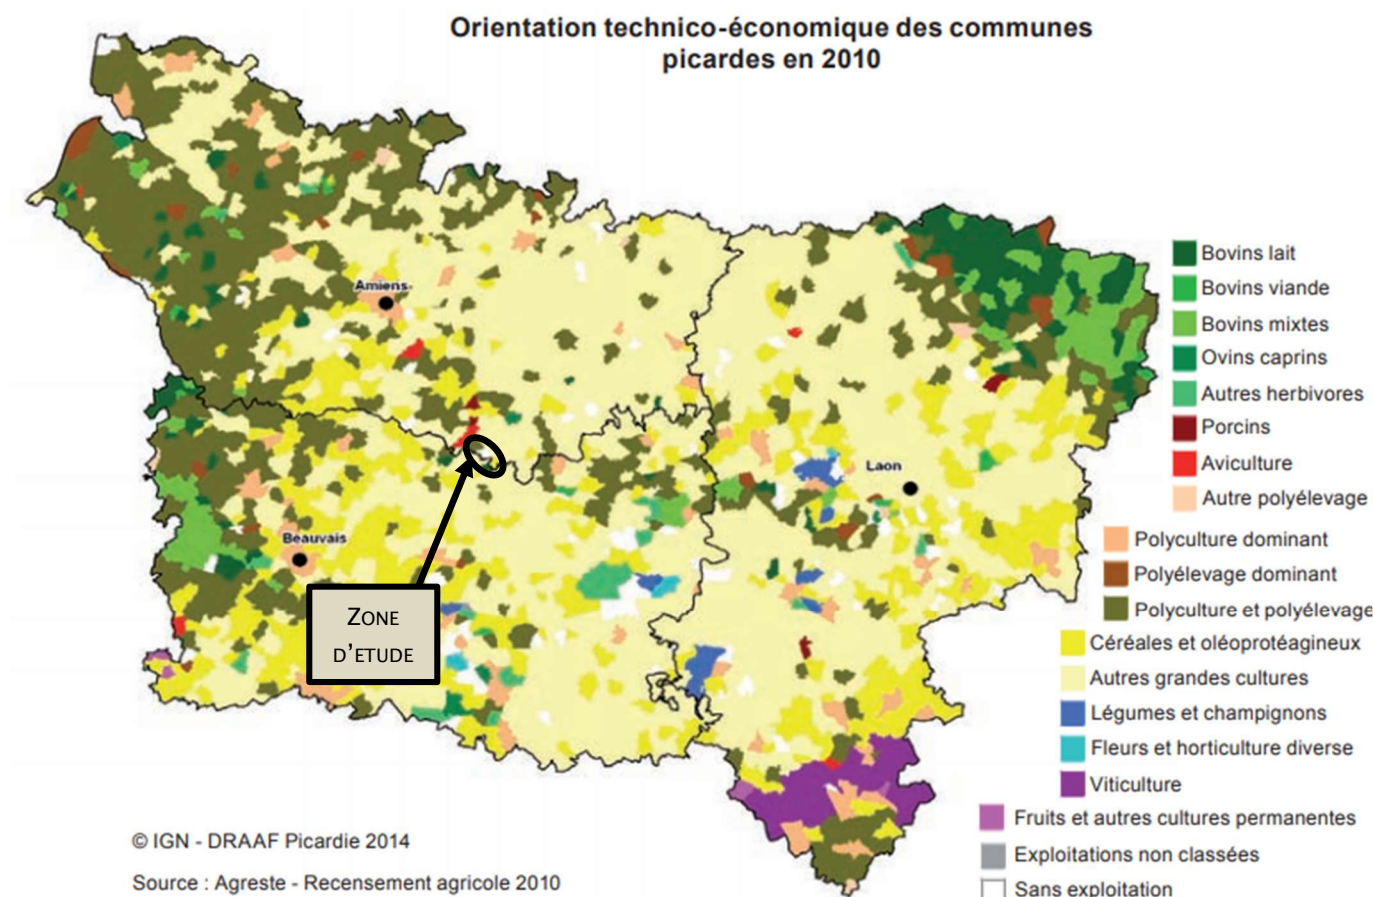 Orientation technico-économique des communes
picardes en 2010
Amiens
Laon
Beauvais
ZONE
D'ETUDE
Bovins lait
Bovins viande
Bovins mixtes
Ovins caprins
Autres herbivores
Porcins
Aviculture
Autre polyélevage
Polyculture dominant
Polyélevage dominant
Polyculture et polyélevage
Céréales et oléoprotéagineux
Autres grandes cultures
Légumes et champignons
Fleurs et horticulture diverse
Viticulture
Fruits et autres cultures permanentes
Exploitations non classées
Sans exploitation
© IGN - DRAAF Picardie 2014
Source : Agreste - Recensement agricole 2010